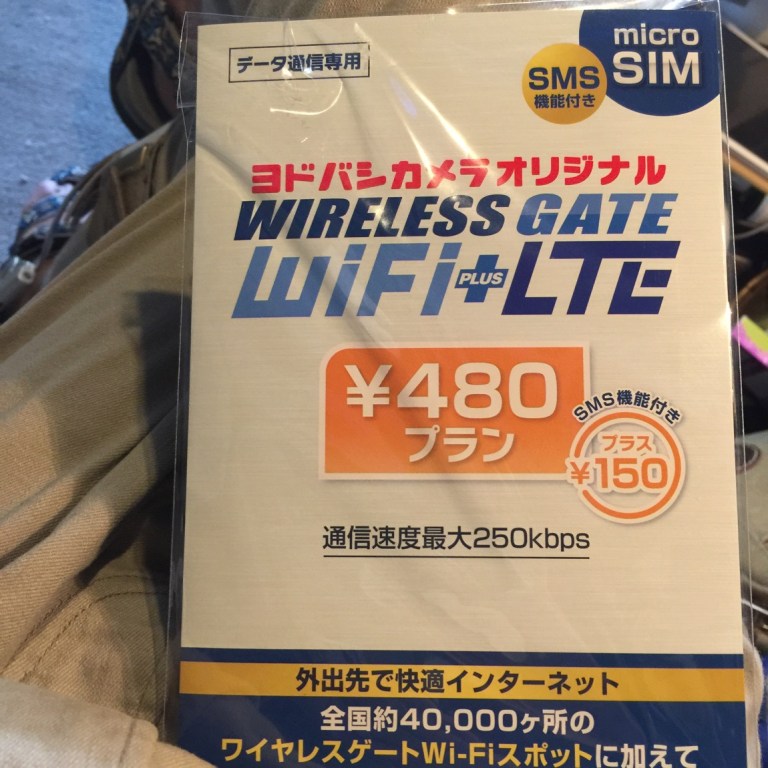 データ通信専用
SMS
機能付き
micro
SIM
ヨドバシカメラオリジナル
WIRELESS GATE
WiFi+LTE
PLUS
¥480
プラン
SMS機能付き
プラス
¥150
通信速度最大250kbps
外出先で快適インターネット
全国約40,000ヶ所の
ワイヤレスゲートWi-Fiスポットに加えて